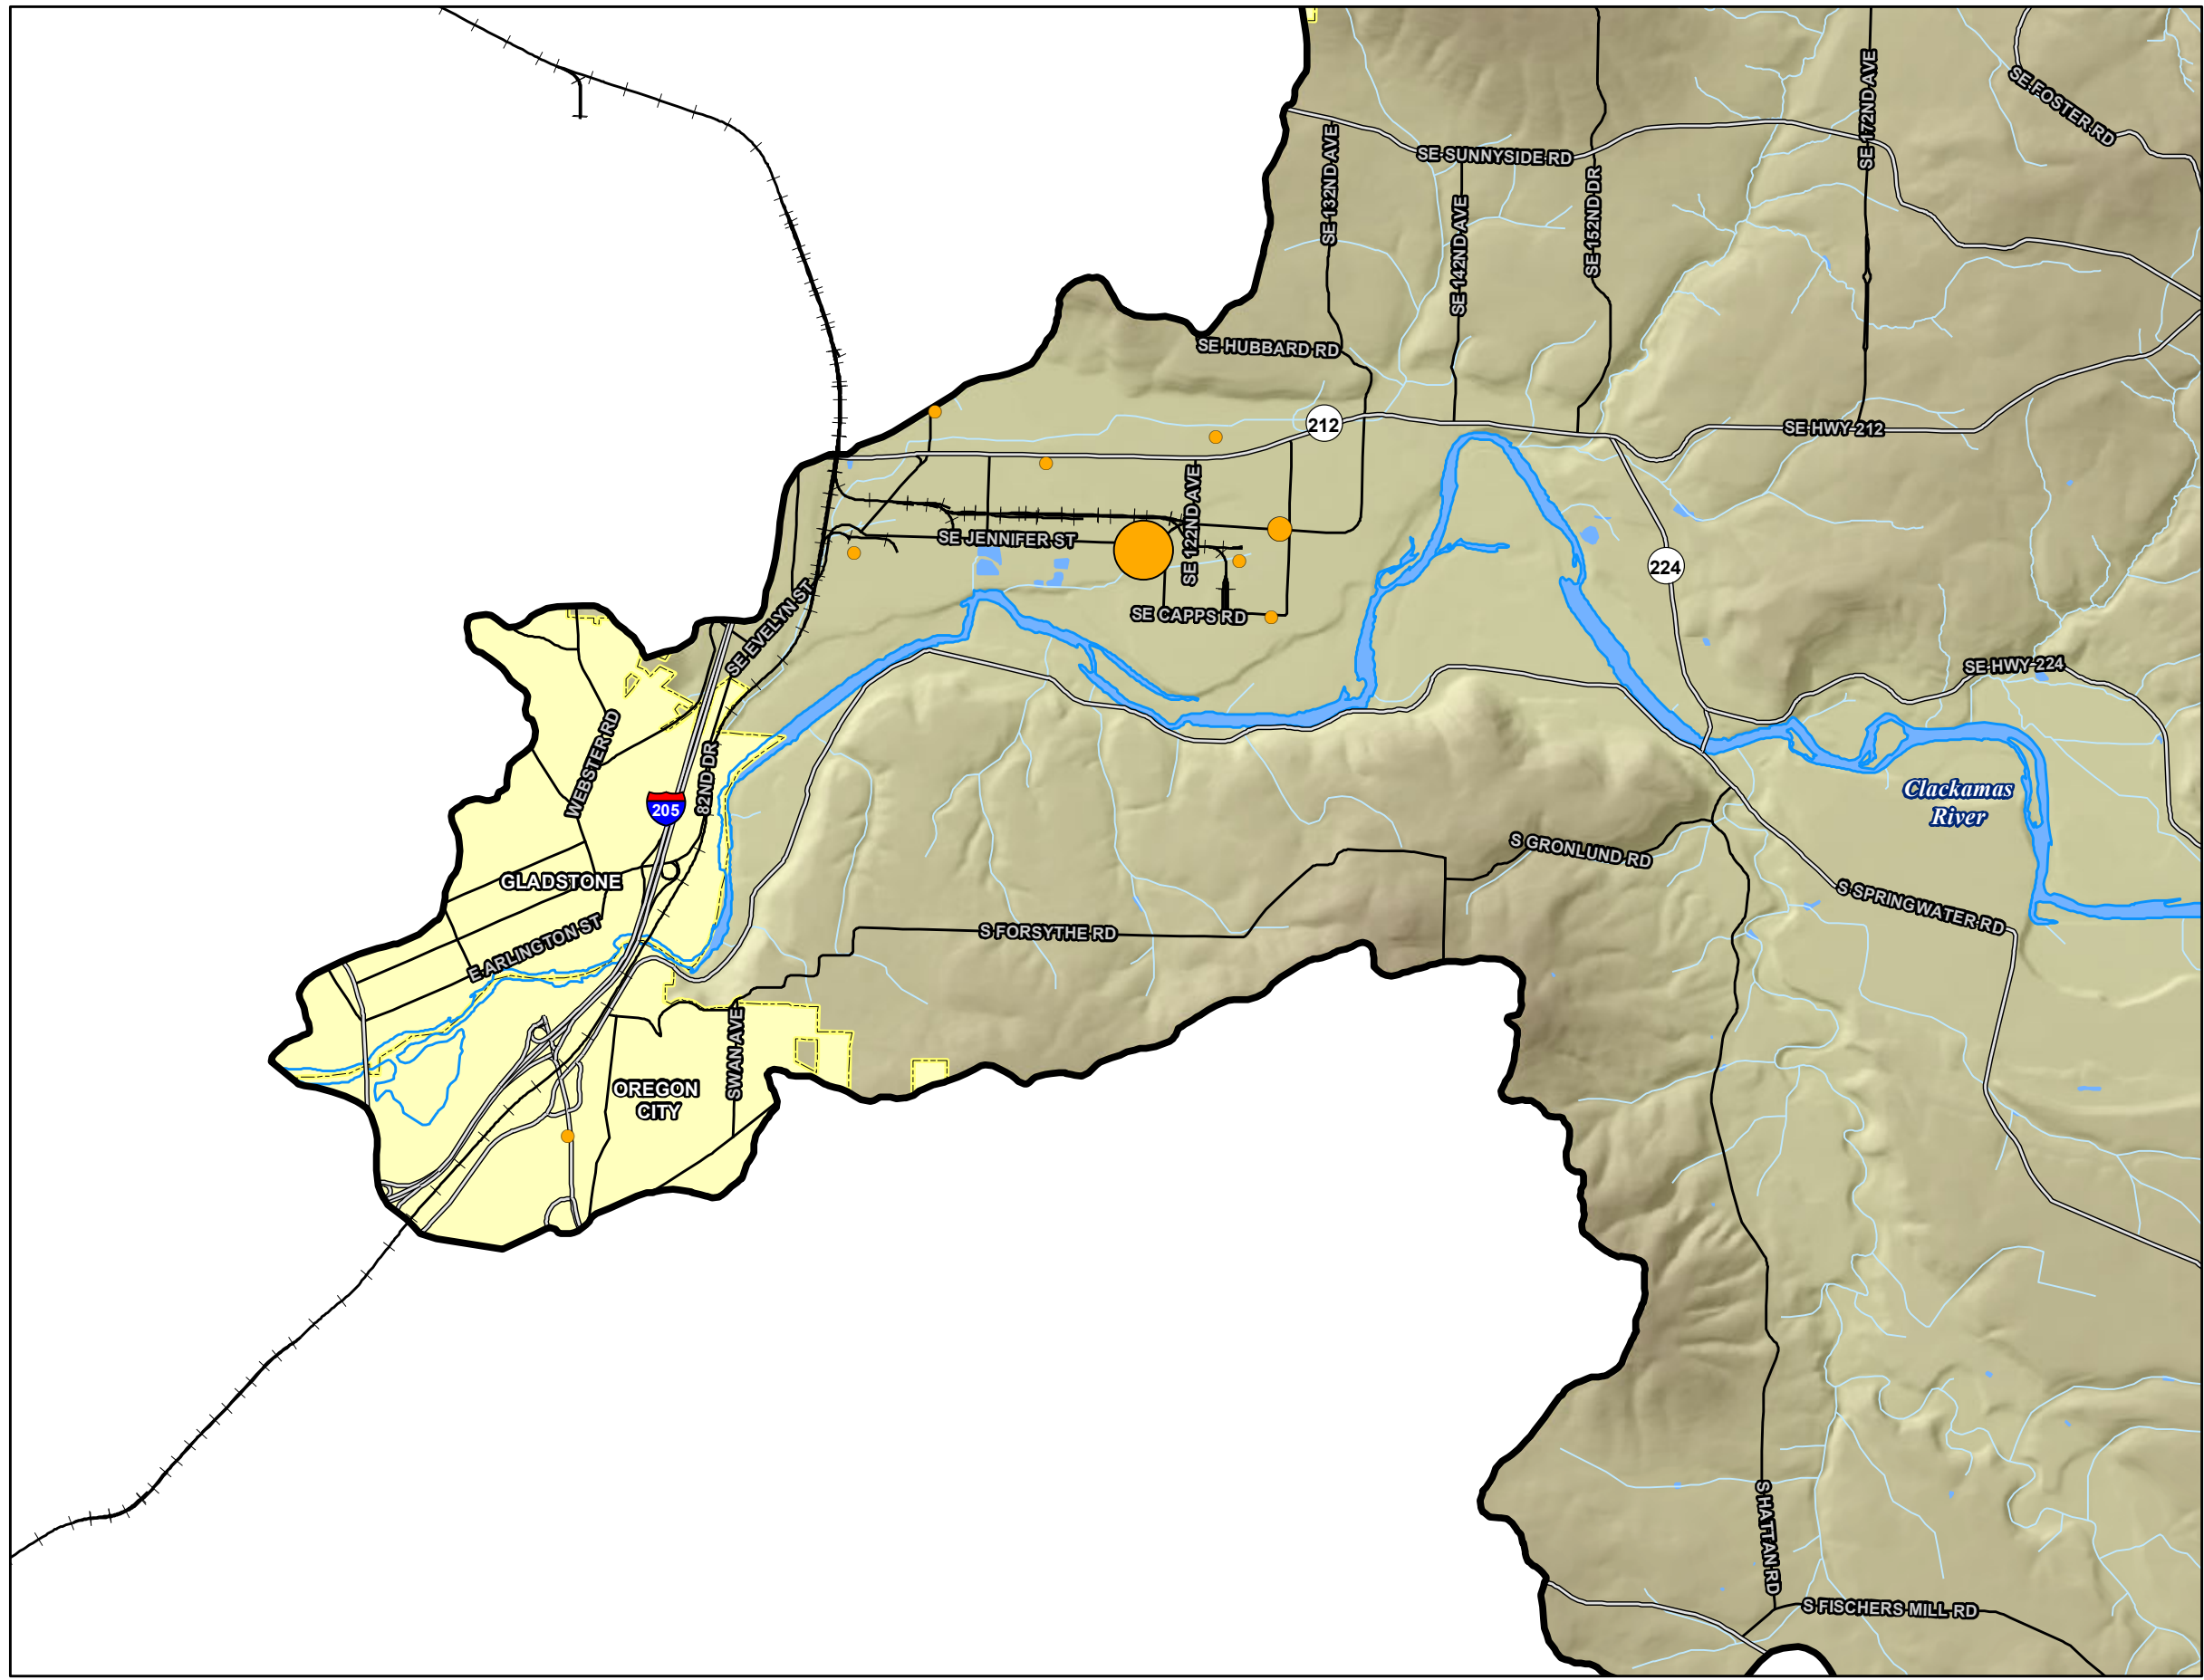 SE FOSTER RD
SE 172ND AVE
SE SUNNYSIDE RD
SE 132ND AVE
SE 142ND AVE
SE 152ND DR
SE HUBBARD RD
212
SE HWY 212
SE 122ND AVE
SE JENNIFER ST
224
SE CAPPS RD
SE EVELYN ST
SE HWY 224
WEBSTER RD
82ND DR
205
Clackamas
River
S GRONLUND RD
GLADSTONE
S SPRINGWATER RD
E ARLINGTON ST
S FORSYTHE RD
SWAN AVE
OREGON
CITY
S HATTAN RD
S FISCHERS MILL RD